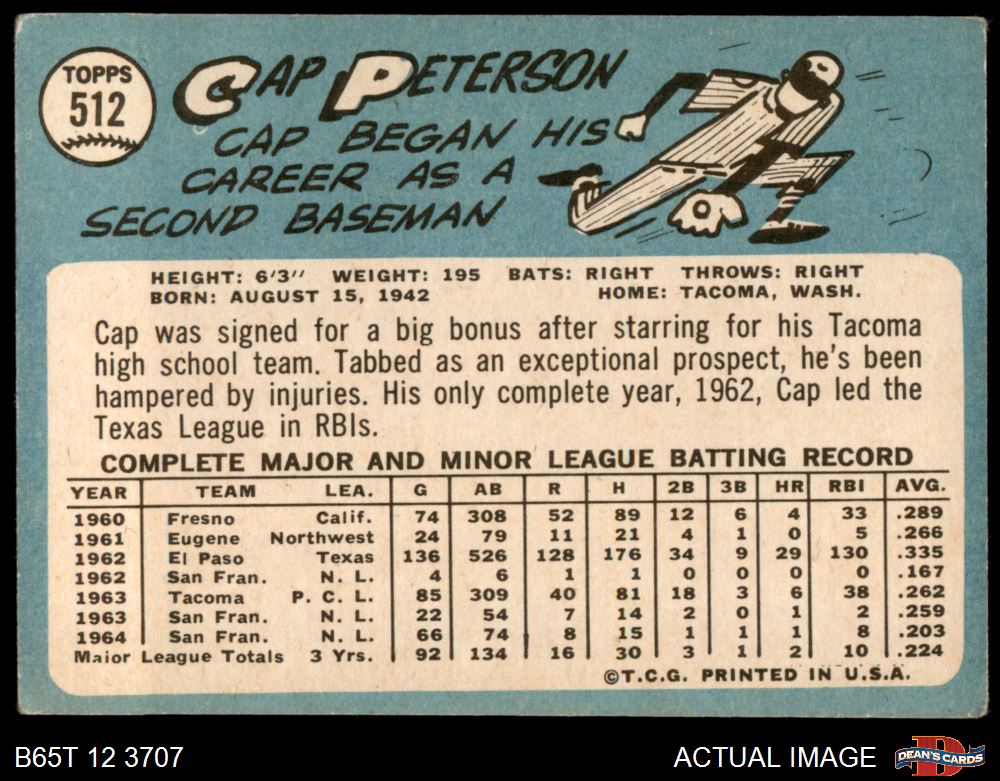 TOPPS
512
CAP PETERSON
CAP BEGAN HIS
CAREER AS A
SECOND BASEMAN
HEIGHT: 6'3" WEIGHT: 195 BATS: RIGHT THROWS: RIGHT
BORN: AUGUST 15, 1942 HOME: TACOMA, WASH.
Cap was signed for a big bonus after starring for his Tacoma
high school team. Tabbed as an exceptional prospect, he's been
hampered by injuries. His only complete year, 1962, Cap led the
Texas League in RBIs.
COMPLETE MAJOR AND MINOR LEAGUE BATTING RECORD
YEAR TEAM LEA. G AB R H 2B 3B HR RBI AVG.
1960 Fresno Calif. 74 308 52 89 12 6 4 33 .289
1961 Eugene Northwest 24 79 11 21 4 1 0 5 .266
1962 El Paso Texas 136 526 128 176 34 9 29 130 .335
1962 San Fran. N. L. 4 6 1 1 0 0 0 0 .167
1963 Tacoma P. C. L. 85 309 40 81 18 3 6 38 .262
1963 San Fran. N. L. 22 54 7 14 2 0 1 2 .259
1964 San Fran. N. L. 66 74 8 15 1 1 1 8 .203
Major League Totals 3 Yrs. 92 134 16 30 3 1 2 10 .224
©T.C.G. PRINTED IN U.S.A.
B65T 12 3707 ACTUAL IMAGE DEAN'S CARDS